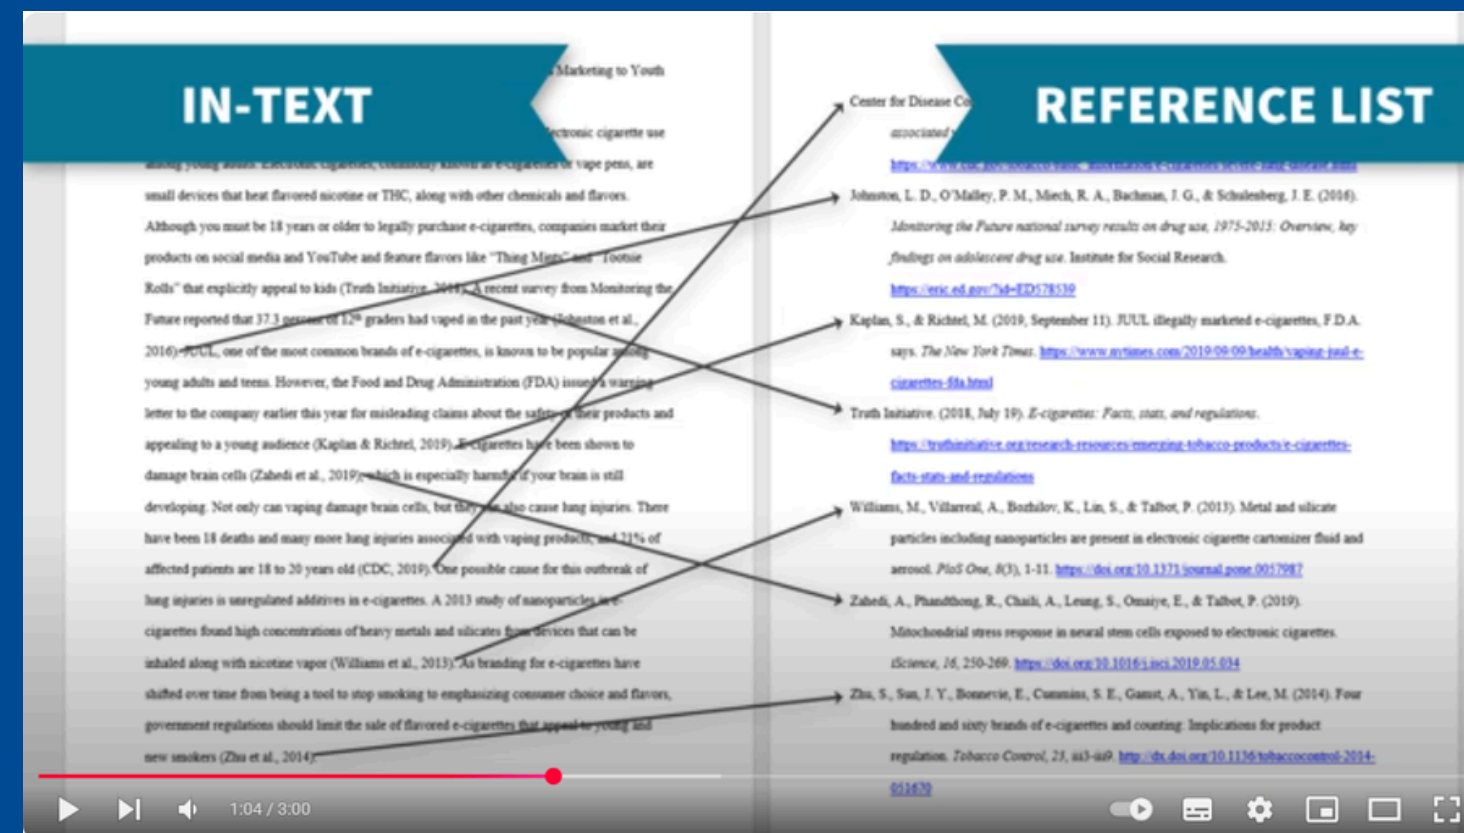 IN-TEXT
Marketing to Youth
electronic cigarette use
among young adults. Electronic cigarettes, commonly known as e-cigarettes or vape pens, are
small devices that heat flavored nicotine or THC, along with other chemicals and flavors.
Although you must be 18 years or older to legally purchase e-cigarettes, companies market their
products on social media and YouTube and feature flavors like "Thing Mints" and "Tootsie
Rolls" that explicitly appeal to kids (Truth Initiative, 2018). A recent survey from Monitoring the
Future reported that 37.3 percent of 12th graders had vaped in the past year (Johnston et al.,
2016). JUUL, one of the most common brands of e-cigarettes, is known to be popular among
young adults and teens. However, the Food and Drug Administration (FDA) issued a warning
letter to the company earlier this year for misleading claims about the safety of their products and
appealing to a young audience (Kaplan & Richtel, 2019). E-cigarettes have been shown to
damage brain cells (Zahedi et al., 2019), which is especially harmful if your brain is still
developing. Not only can vaping damage brain cells, but they can also cause lung injuries. There
have been 18 deaths and many more lung injuries associated with vaping products, and 21% of
affected patients are 18 to 20 years old (CDC, 2019). One possible cause for this outbreak of
lung injuries is unregulated additives in e-cigarettes. A 2013 study of nanoparticles in e-
cigarettes found high concentrations of heavy metals and silicates from devices that can be
inhaled along with nicotine vapor (Williams et al., 2013). As branding for e-cigarettes have
shifted over time from being a tool to stop smoking to emphasizing consumer choice and flavors,
government regulations should limit the sale of flavored e-cigarettes that appeal to young and
new smokers (Zhu et al., 2014).
REFERENCE LIST
Center for Disease Co
associated
Johnston, L. D., O'Malley, P. M., Miech, R. A., Bachman, J. G., & Schulenberg, J. E. (2016).
Monitoring the Future national survey results on drug use, 1975-2015: Overview, key
findings on adolescent drug use. Institute for Social Research.
https://eric.ed.gov/?id=ED578539
Kaplan, S., & Richtel, M. (2019, September 11). JUUL illegally marketed e-cigarettes, F.D.A.
says. The New York Times. https://www.nytimes.com/2019/09/09/health/vaping-juul-e-
cigarettes-fda.html
Truth Initiative. (2018, July 19). E-cigarettes: Facts, stats, and regulations.
https://truthinitiative.org/research-resources/emerging-tobacco-products/e-cigarettes-
facts-stats-and-regulations
Williams, M., Villarreal, A., Bozhilov, K., Lin, S., & Talbot, P. (2013). Metal and silicate
particles including nanoparticles are present in electronic cigarette cartomizer fluid and
aerosol. PloS One, 8(3), 1-11. https://doi.org/10.1371/journal.pone.0057987
Zahedi, A., Phandthong, R., Chaili, A., Leung, S., Omaiye, E., & Talbot, P. (2019).
Mitochondrial stress response in neural stem cells exposed to electronic cigarettes.
iScience, 16, 250-269. https://doi.org/10.1016/j.isci.2019.05.034
Zhu, S., Sun, J. Y., Bonnevie, E., Cummins, S. E., Gamst, A., Yin, L., & Lee, M. (2014). Four
hundred and sixty brands of e-cigarettes and counting: Implications for product
regulation. Tobacco Control, 23, iii3-iii9. http://dx.doi.org/10.1136/tobaccocontrol-2014-
051670
1:04 / 3:00